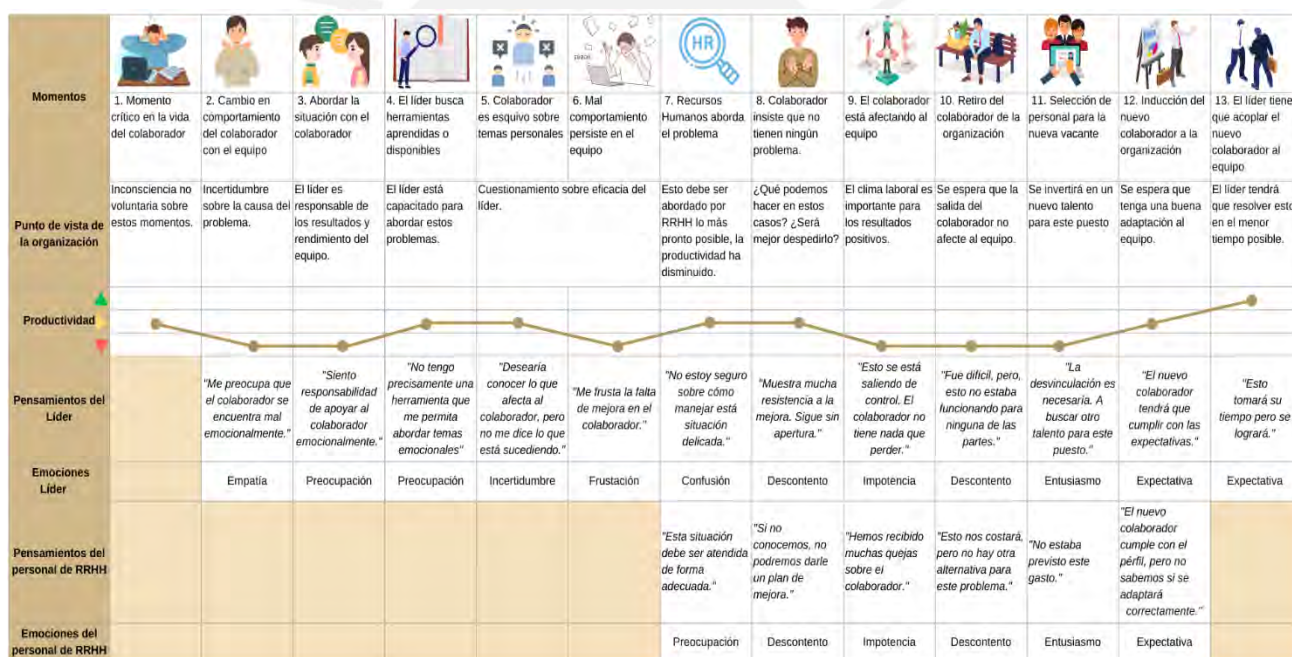 ERROR
HR
Momentos
1. Momento
crítico en la vida
del colaborador
2. Cambio en
comportamiento
del colaborador
con el equipo
3. Abordar la
situación con el
colaborador
4. El líder busca
herramientas
aprendidas o
disponibles
5. Colaborador
es esquivo sobre
temas personales
6. Mal
comportamiento
persiste en el
equipo
7. Recursos
Humanos aborda
el problema
8. Colaborador
insiste que no
tienen ningún
problema.
9. El colaborador
está afectando al
equipo
10. Retiro del
colaborador de la
organización
11. Selección de
personal para la
nueva vacante
12. Inducción del
nuevo
colaborador a la
organización
13. El líder tiene
que acoplar el
nuevo
colaborador al
equipo
Punto de vista de
la organización
Inconsciencia no
voluntaria sobre
estos momentos.
Incertidumbre
sobre la causa del
problema.
El líder es
responsable de
los resultados y
rendimiento del
equipo.
El líder está
capacitado para
abordar estos
problemas.
Cuestionamiento sobre eficacia del
líder.
Esto debe ser
abordado por
RRHH lo más
pronto posible, la
productividad ha
disminuido.
¿Qué podemos
hacer en estos
casos? ¿Será
mejor despedirlo?
El clima laboral es
importante para
los resultados
positivos.
Se espera que la
salida del
colaborador no
afecte al equipo.
Se invertirá en un
nuevo talento
para este puesto
Se espera que
tenga una buena
adaptación al
equipo.
El líder tendrá
que resolver esto
en el menor
tiempo posible.
Productividad
Pensamientos del
Líder
"Me preocupa que
el colaborador se
encuentra mal
emocionalmente."
"Siento
responsabilidad
de apoyar al
colaborador
emocionalmente."
"No tengo
precisamente una
herramienta que
me permita
abordar temas
emocionales"
"Desearía
conocer lo que
afecta al
colaborador, pero
no me dice lo que
está sucediendo."
"Me frusta la falta
de mejora en el
colaborador."
"No estoy seguro
sobre cómo
manejar está
situación
delicada."
"Muestra mucha
resistencia a la
mejora. Sigue sin
apertura."
"Esto se está
saliendo de
control. El
colaborador no
tiene nada que
perder."
"Fue difícil, pero,
esto no estaba
funcionando para
ninguna de las
partes."
"La
desvinculación es
necesaria. A
buscar otro
talento para este
puesto."
"El nuevo
colaborador
tendrá que
cumplir con las
expectativas."
"Esto
tomará su
tiempo pero se
logrará."
Emociones
Líder
Empatía
Preocupación
Preocupación
Incertidumbre
Frustación
Confusión
Descontento
Impotencia
Descontento
Entusiasmo
Expectativa
Expectativa
Pensamientos del
personal de RRHH
"Esta situación
debe ser atendida
de forma
adecuada."
"Si no
conocemos, no
podremos darle
un plan de
mejora."
"Hemos recibido
muchas quejas
sobre el
colaborador."
"Esto nos costará,
pero no hay otra
alternativa para
este problema."
"No estaba
previsto este
gasto."
"El nuevo
colaborador
cumple con el
pérfil, pero no
sabemos si se
adaptará
correctamente."
Emociones del
personal de RRHH
Preocupación
Descontento
Impotencia
Descontento
Entusiasmo
Expectativa